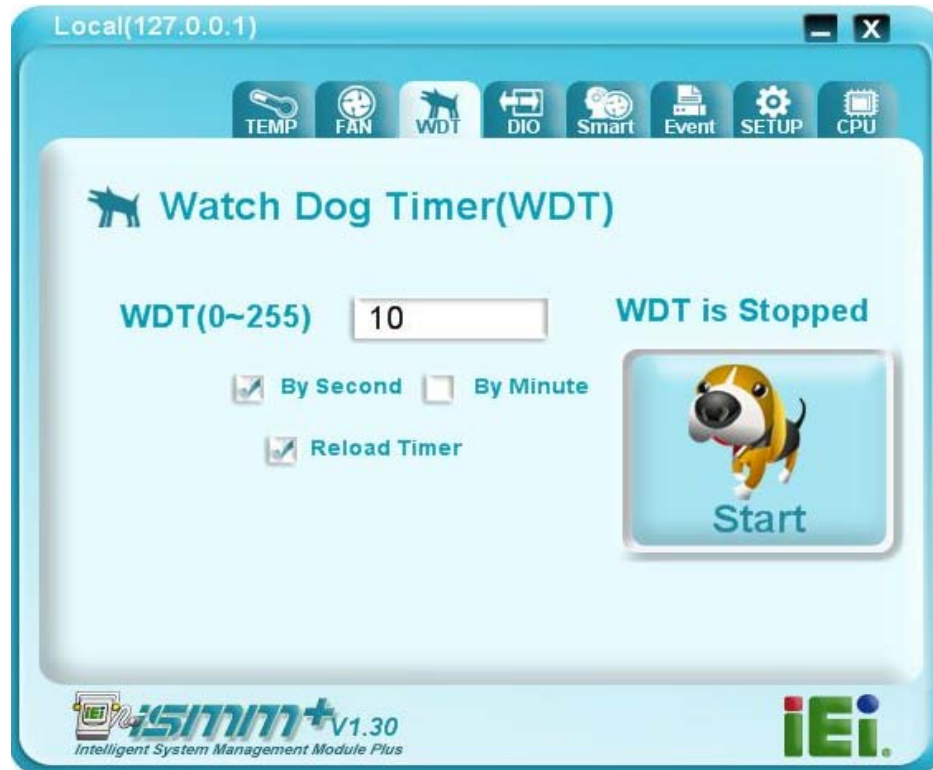 Local(127.0.0.1)
TEMP FAN WDT DIO Smart Event SETUP CPU
Watch Dog Timer(WDT)
WDT(0~255) 10 WDT is Stopped
By Second By Minute
Reload Timer
Start
iEi ismm+ V1.30
Intelligent System Management Module Plus
iEi®